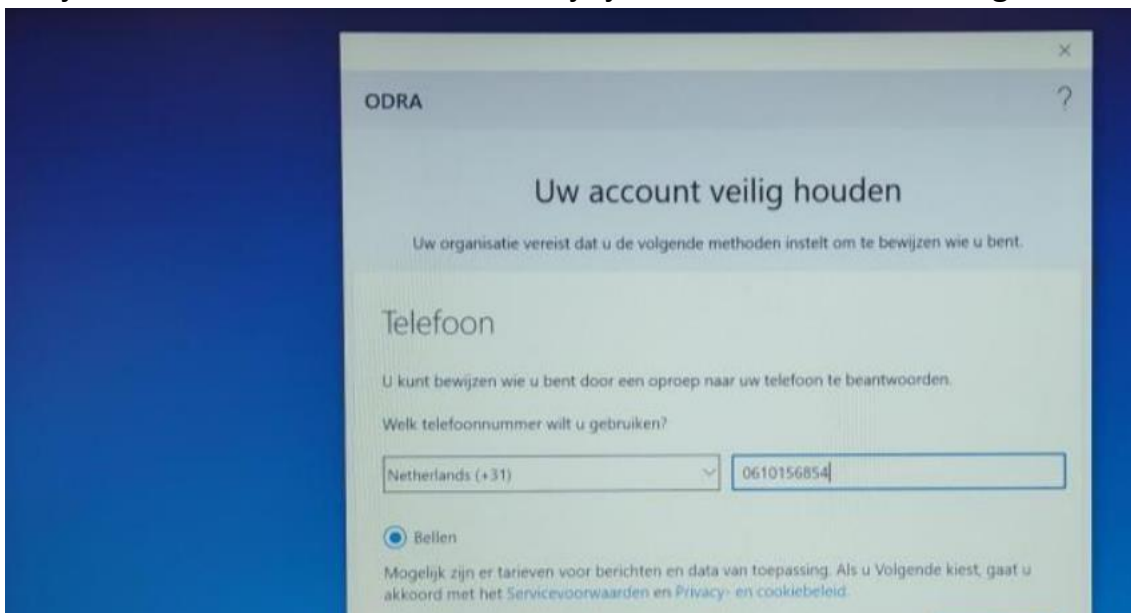 ODRA
?
Uw account veilig houden
Uw organisatie vereist dat u de volgende methoden instelt om te bewijzen wie u bent.
Telefoon
U kunt bewijzen wie u bent door een oproep naar uw telefoon te beantwoorden.
Welk telefoonnummer wilt u gebruiken?
Netherlands (+31) 0610156854
Bellen
Mogelijk zijn er tarieven voor berichten en data van toepassing. Als u Volgende kiest, gaat u
akkoord met het Servicevoorwaarden en Privacy- en cookiebeleid.